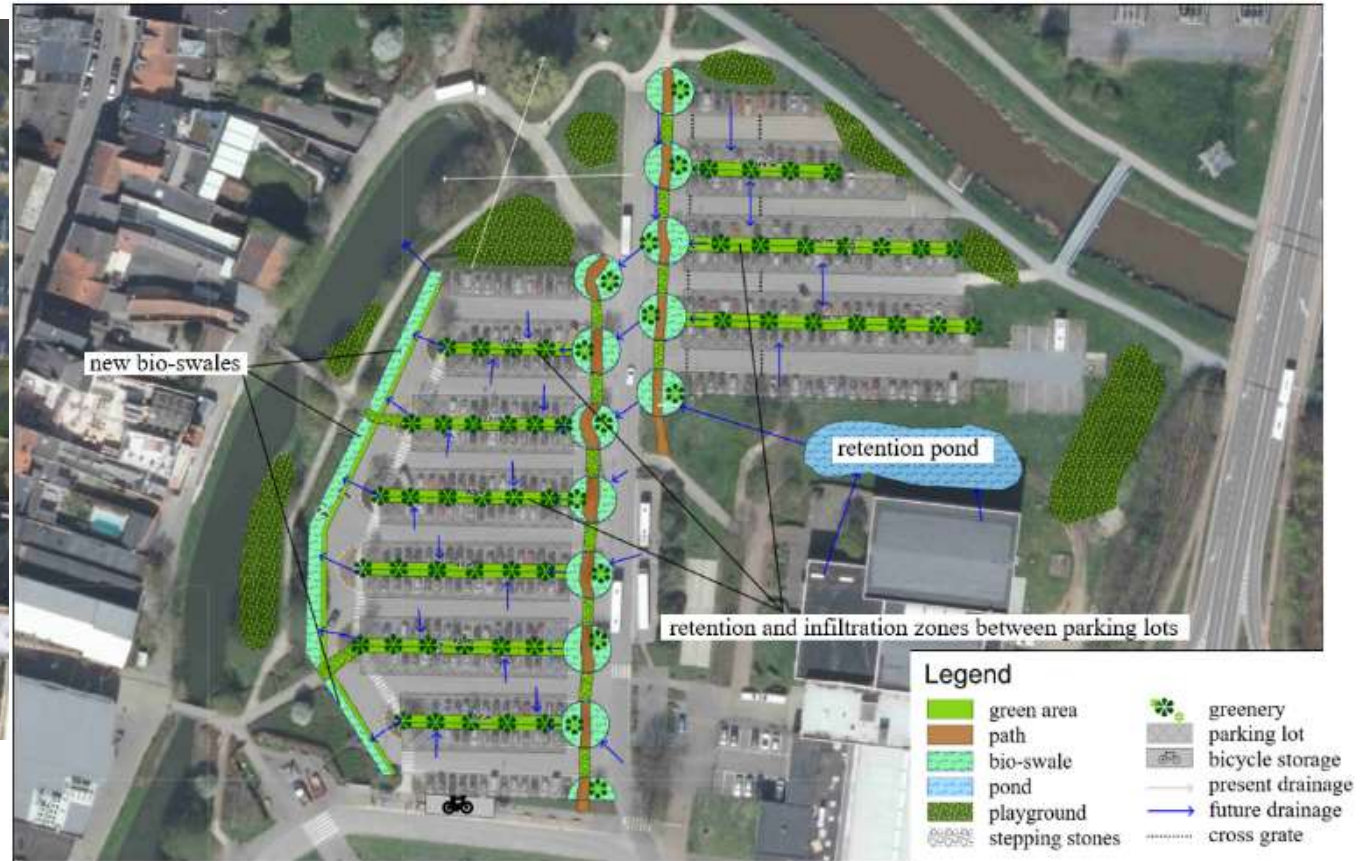 new bio-swales
retention pond
retention and infiltration zones between parking lots
Legend
green area
path
bio-swale
pond
playground
stepping stones
greenery
parking lot
bicycle storage
present drainage
future drainage
cross grate